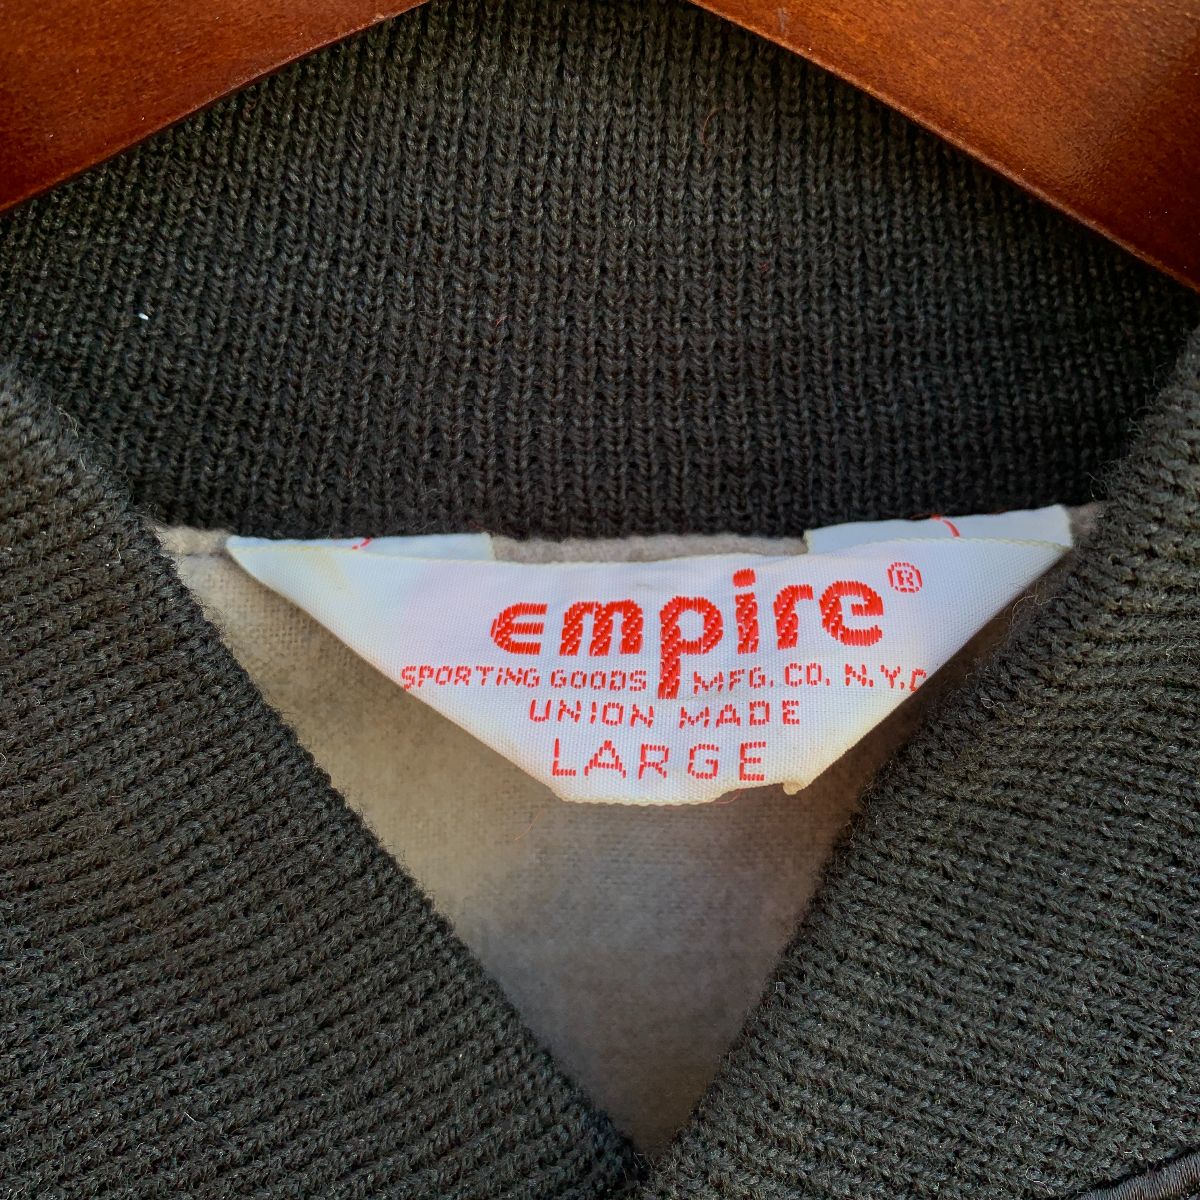 empire®
SPORTING GOODS MFG. CO. N.Y.C
UNION MADE
LARGE